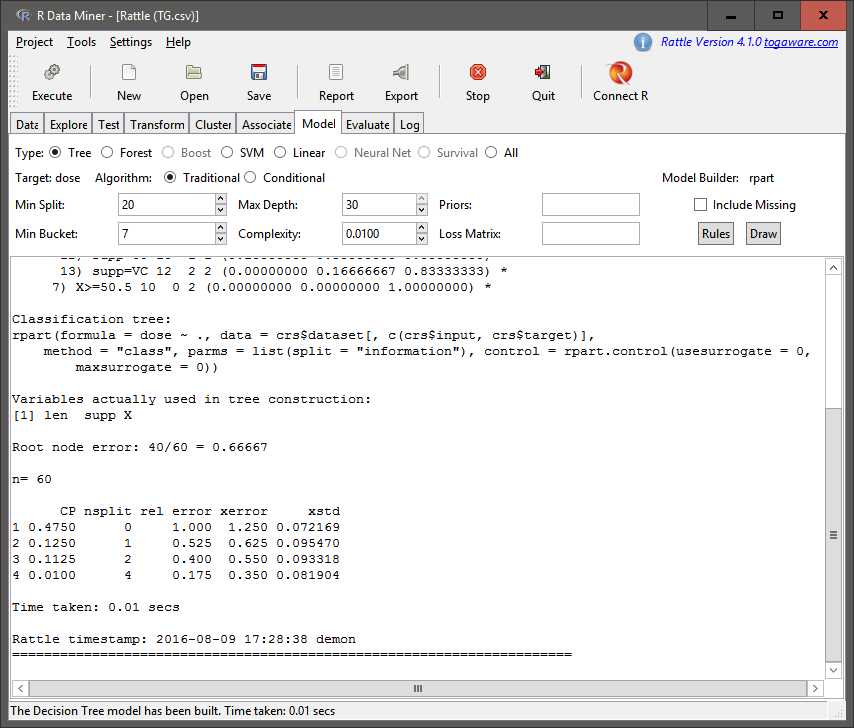 R Data Miner - [Rattle (TG.csv)]
Project Tools Settings Help
Rattle Version 4.1.0 togaware.com
Execute New Open Save Report Export Stop Quit Connect R
Data Explore Test Transform Cluster Associate Model Evaluate Log
Type: Tree Forest Boost SVM Linear Neural Net Survival All
Target: dose Algorithm: Traditional Conditional Model Builder: rpart
Min Split: 20 Max Depth: 30 Priors: Include Missing
Min Bucket: 7 Complexity: 0.0100 Loss Matrix: Rules Draw
13) supp=VC 12 2 2 (0.00000000 0.16666667 0.83333333) *
7) X>=50.5 10 0 2 (0.00000000 0.00000000 1.00000000) *
Classification tree:
rpart(formula = dose ~ ., data = crs$dataset[, c(crs$input, crs$target)],
method = "class", parms = list(split = "information"), control = rpart.control(usesurrogate = 0,
maxsurrogate = 0))
Variables actually used in tree construction:
[1] len supp X
Root node error: 40/60 = 0.66667
n= 60
CP nsplit rel error xerror xstd
1 0.4750 0 1.000 1.250 0.072169
2 0.1250 1 0.525 0.625 0.095470
3 0.1125 2 0.400 0.550 0.093318
4 0.0100 4 0.175 0.350 0.081904
Time taken: 0.01 secs
Rattle timestamp: 2016-08-09 17:28:38 demon
======================================================================
The Decision Tree model has been built. Time taken: 0.01 secs